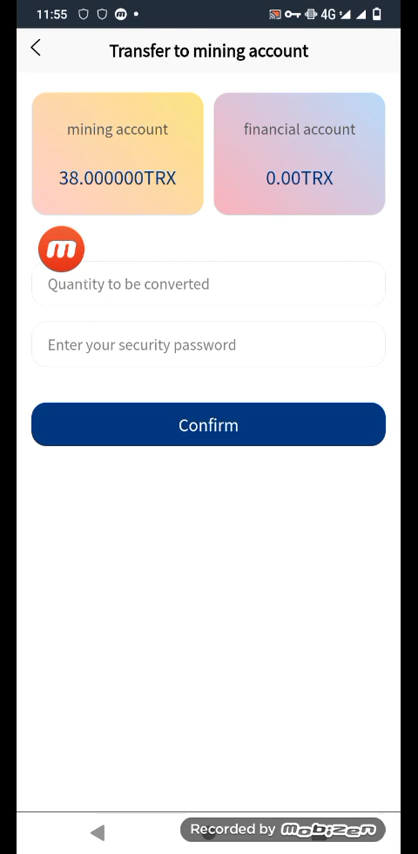 11:55 m 4G
Transfer to mining account
mining account
financial account
38.000000TRX
0.00TRX
m
Quantity to be converted
Enter your security password
Confirm
Recorded by mobizen